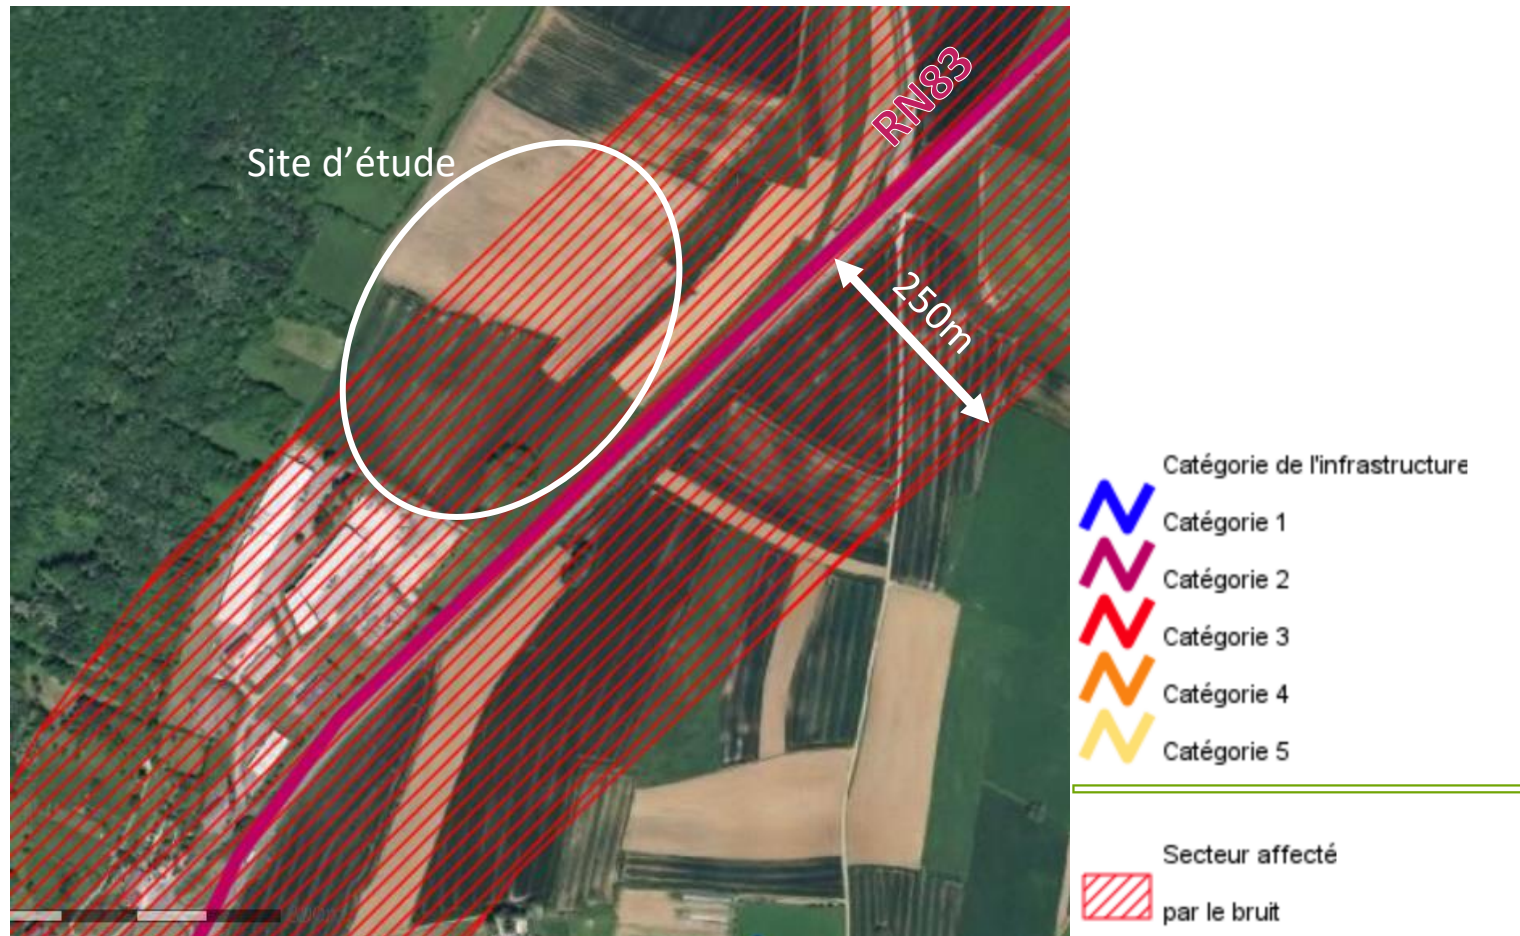 RN83
Site d’étude
250m
Catégorie de l'infrastructure
Catégorie 1
Catégorie 2
Catégorie 3
Catégorie 4
Catégorie 5
Secteur affecté
par le bruit